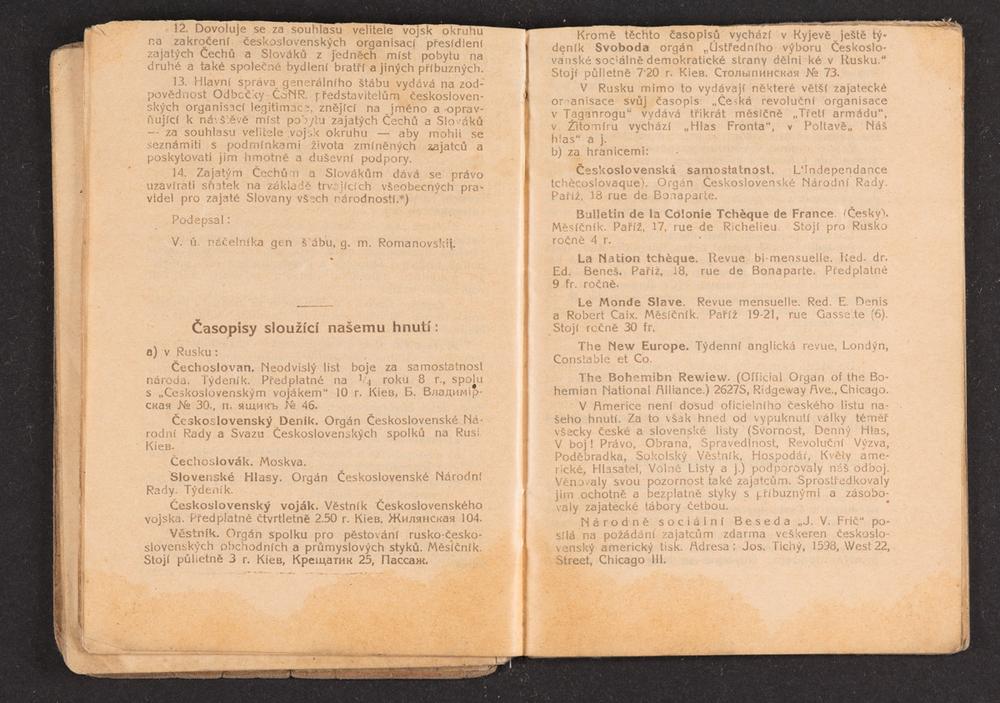 12. Dovoluje se za souhlasu velitele vojsk okruhu
na zakročení československých organisací přesídlení
zajatých Čechů a Slováků z jedněch míst pobytu na
druhé a také společné bydlení bratří a jiných příbuzných.
13. Hlavní správa generálního štábu vydává na zod-
povědnost Odbočky ČSNR. představitelům českosloven-
ských organisací legitimace, znějící na jméno a oprav-
ňující k návštěvě míst pobytu zajatých Čechů a Slováků
— za souhlasu velitele vojsk okruhu — aby mohli se
seznámiti s podmínkami života zmíněných zajatců a
poskytovati jim hmotné a duševní podpory.
14. Zajatým Čechům a Slovákům dává se právo
uzavírati sňatek na základě trvajících všeobecných pra-
videl pro zajaté Slovany všech národností.*)
Podepsal:
V. ú. náčelníka gen štábu, g. m. Romanovskij.
Časopisy sloužící našemu hnutí:
a) v Rusku:
Čechoslovan. Neodvislý list boje za samostatnost
národa. Týdeník. Předplatné na 1/4 roku 8 r., spolu
s „Československým vojákem" 10 r. Kiev, Б. Владимір-
ская № 30., п. ящикъ № 46.
Československý Deník. Orgán Československé Ná-
rodní Rady a Svazu Československých spolků na Rusi
Kiev.
Čechoslovák. Moskva.
Slovenské Hlasy. Orgán Československé Národní
Rady. Týdeník.
Československý voják. Věstník Československého
vojska. Předplatné čtvrtletně 2.50 r. Kiev, Жилянская 104.
Věstník. Orgán spolku pro pěstování rusko-česko-
slovenských obchodních a průmyslových styků. Měsíčník.
Stojí půlletně 3 r. Kiev, Крещатик 25, Пассаж.
Kromě těchto časopisů vychází v Kyjevě ještě tý-
deník Svoboda orgán „Ústředního výboru Českoslo-
vanské sociálně demokratické strany dělni ké v Rusku."
Stojí půlletně 7·20 r. Kiev. Столыпинская № 73.
V Rusku mimo to vydávají některé větší zajatecké
organisace svůj časopis „Česká revoluční organisace
v Taganrogu" vydává třikrát měsíčně „Třetí armádu",
v Žitomíru vychází „Hlas Fronta", v Poltavě „Náš
hlas" a j.
b) za hranicemi:
Československá samostatnost. L'Independance
tchècoslovaque). Orgán Československé Národní Rady.
Paříž, 18 rue de Bonaparte.
Bulletin de la Colonie Tchèque de France. (Český).
Měsíčník. Paříž, 17, rue de Richelieu. Stojí pro Rusko
ročně 4 r.
La Nation tchèque. Revue bi-mensuelle. Red. dr.
Ed. Beneš. Paříž, 18, rue de Bonaparte. Předplatné
9 fr. ročně.
Le Monde Slave. Revue mensuelle. Red. E. Denis
a Robert Caix. Měsíčník. Paříž 19-21, rue Gassette (6).
Stojí ročně 30 fr.
The New Europe. Týdenní anglická revue, Londýn,
Constable et Co.
The Bohemibn Rewiew. (Official Organ of the Bo-
hemian National Alliance.) 2627S, Ridgeway Ave., Chicago.
V Americe není dosud oficielního českého listu na-
šeho hnutí. Za to však hned od vypuknutí války téměř
všecky české a slovenské listy (Svornost, Denný Hlas,
V boj! Právo, Obrana, Spravedlnost, Revoluční Výzva,
Poděbradka, Sokolský Věstník, Hospodář, Květy ame-
rické, Hlasatel, Volné Listy a j.) podporovaly náš odboj.
Věnovaly svou pozornost také zajatcům. Sprostředkovaly
jim ochotně a bezplatně styky s příbuznými a zásobo-
valy zajatecké tábory četbou.
Národně sociální Beseda „J. V. Frič" po-
sílá na požádání zajatcům zdarma veškeren českoslo-
venský americký tisk. Adresa: Jos. Tichý, 1598, West 22,
Street, Chicago Ill.